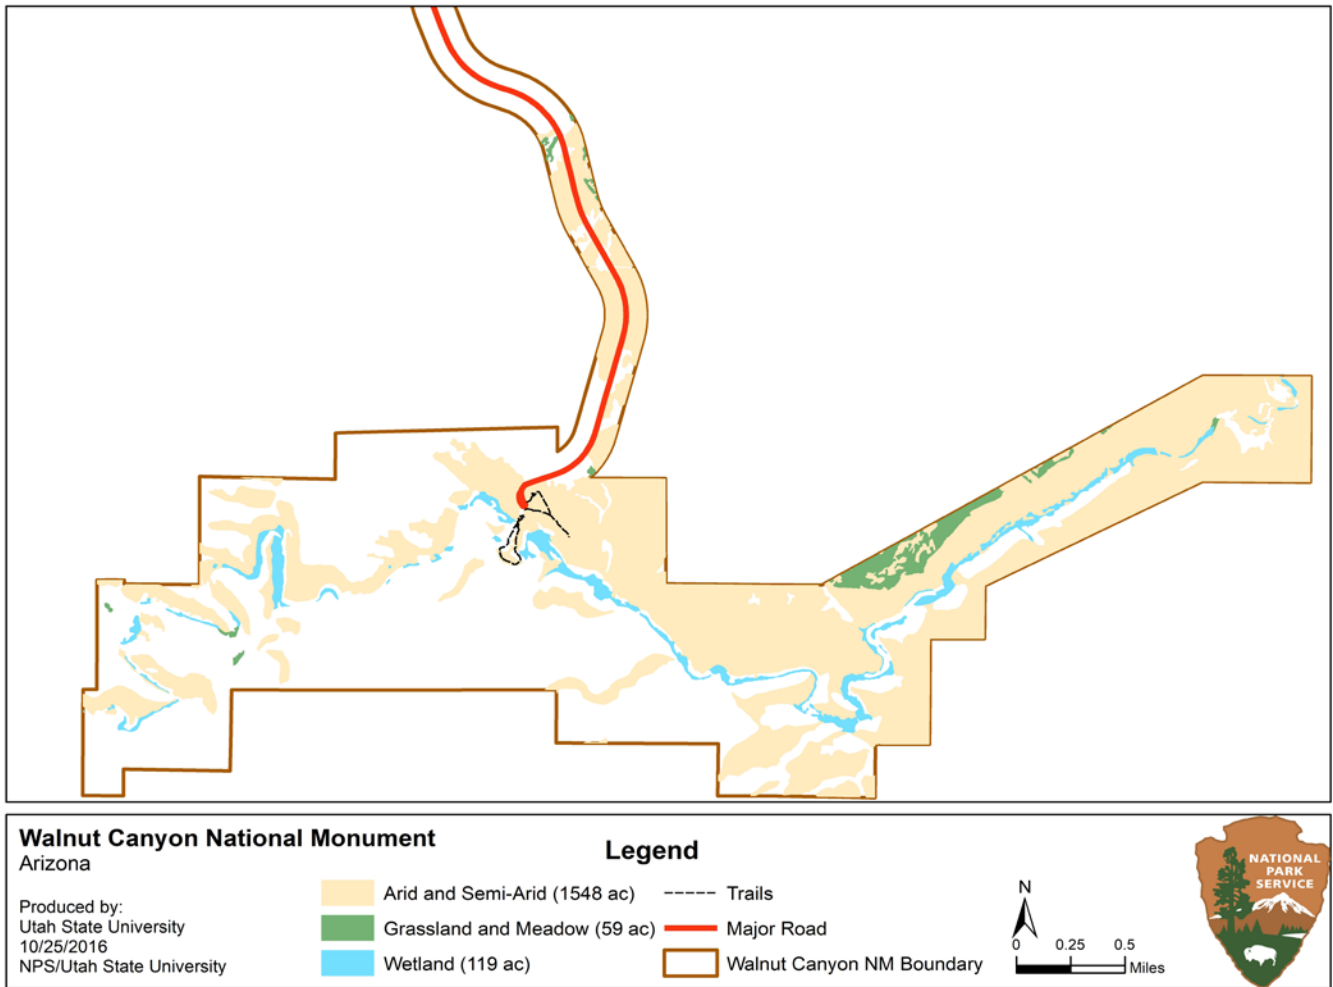 Walnut Canyon National Monument
Arizona
Produced by:
Utah State University
10/25/2016
NPS/Utah State University
Legend
Arid and Semi-Arid (1548 ac)
Grassland and Meadow (59 ac)
Wetland (119 ac)
Trails
Major Road
Walnut Canyon NM Boundary
N
0 0.25 0.5
Miles
NATIONAL
PARK
SERVICE